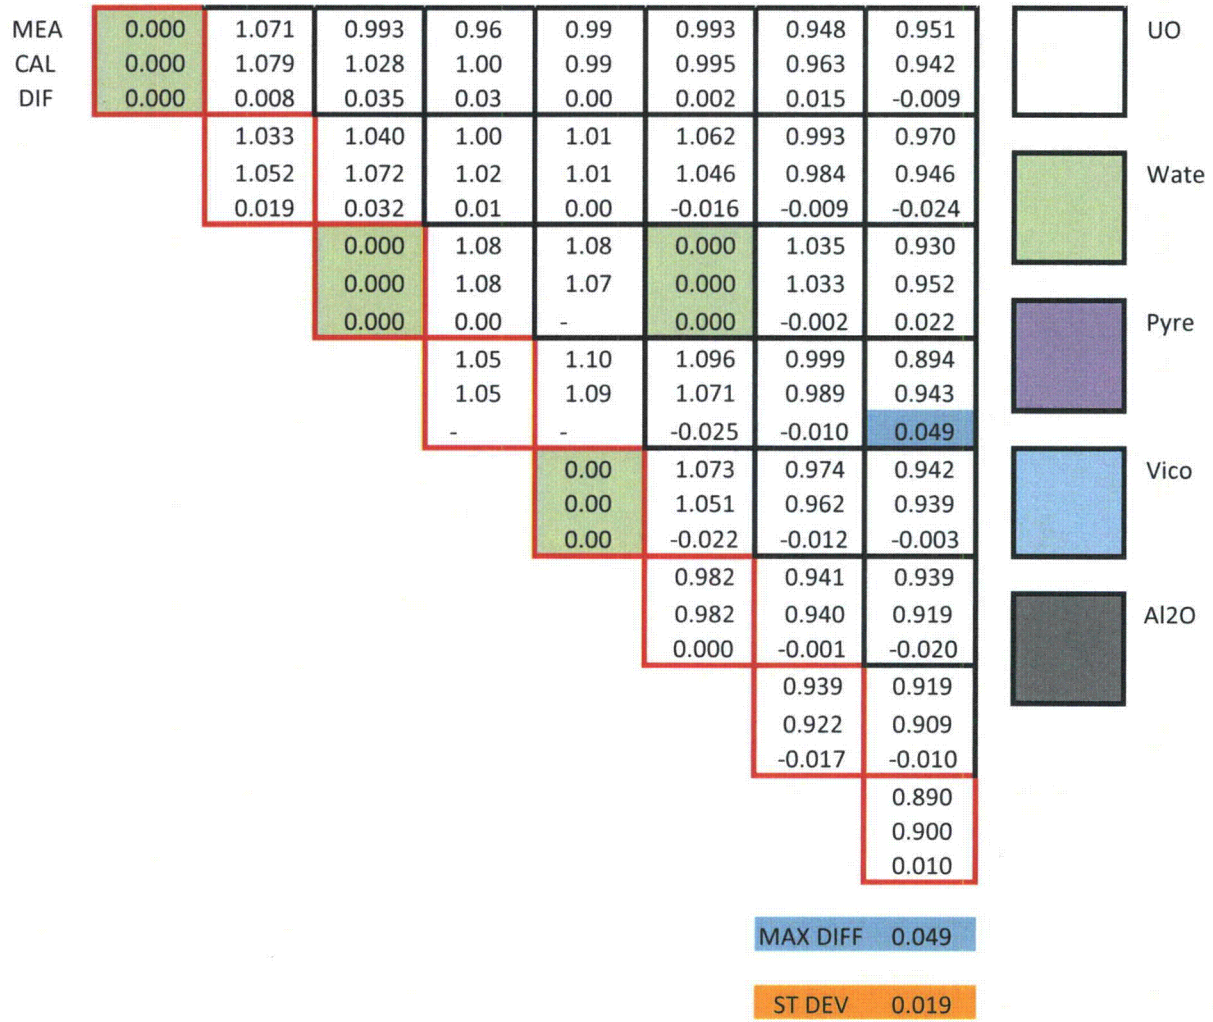 MEA 0.000 1.071 0.993 0.96 0.99 0.993 0.948 0.951 UO
CAL 0.000 1.079 1.028 1.00 0.99 0.995 0.963 0.942
DIF 0.000 0.008 0.035 0.03 0.00 0.002 0.015 -0.009
1.033 1.040 1.00 1.01 1.062 0.993 0.970
1.052 1.072 1.02 1.01 1.046 0.984 0.946 Wate
0.019 0.032 0.01 0.00 -0.016 -0.009 -0.024
0.000 1.08 1.08 0.000 1.035 0.930
0.000 1.08 1.07 0.000 1.033 0.952
0.000 0.00 - 0.000 -0.002 0.022 Pyre
1.05 1.10 1.096 0.999 0.894
1.05 1.09 1.071 0.989 0.943
- - -0.025 -0.010 0.049
0.00 1.073 0.974 0.942 Vico
0.00 1.051 0.962 0.939
0.00 -0.022 -0.012 -0.003
0.982 0.941 0.939
0.982 0.940 0.919 Al2O
0.000 -0.001 -0.020
0.939 0.919
0.922 0.909
-0.017 -0.010
0.890
0.900
0.010
MAX DIFF 0.049
ST DEV 0.019